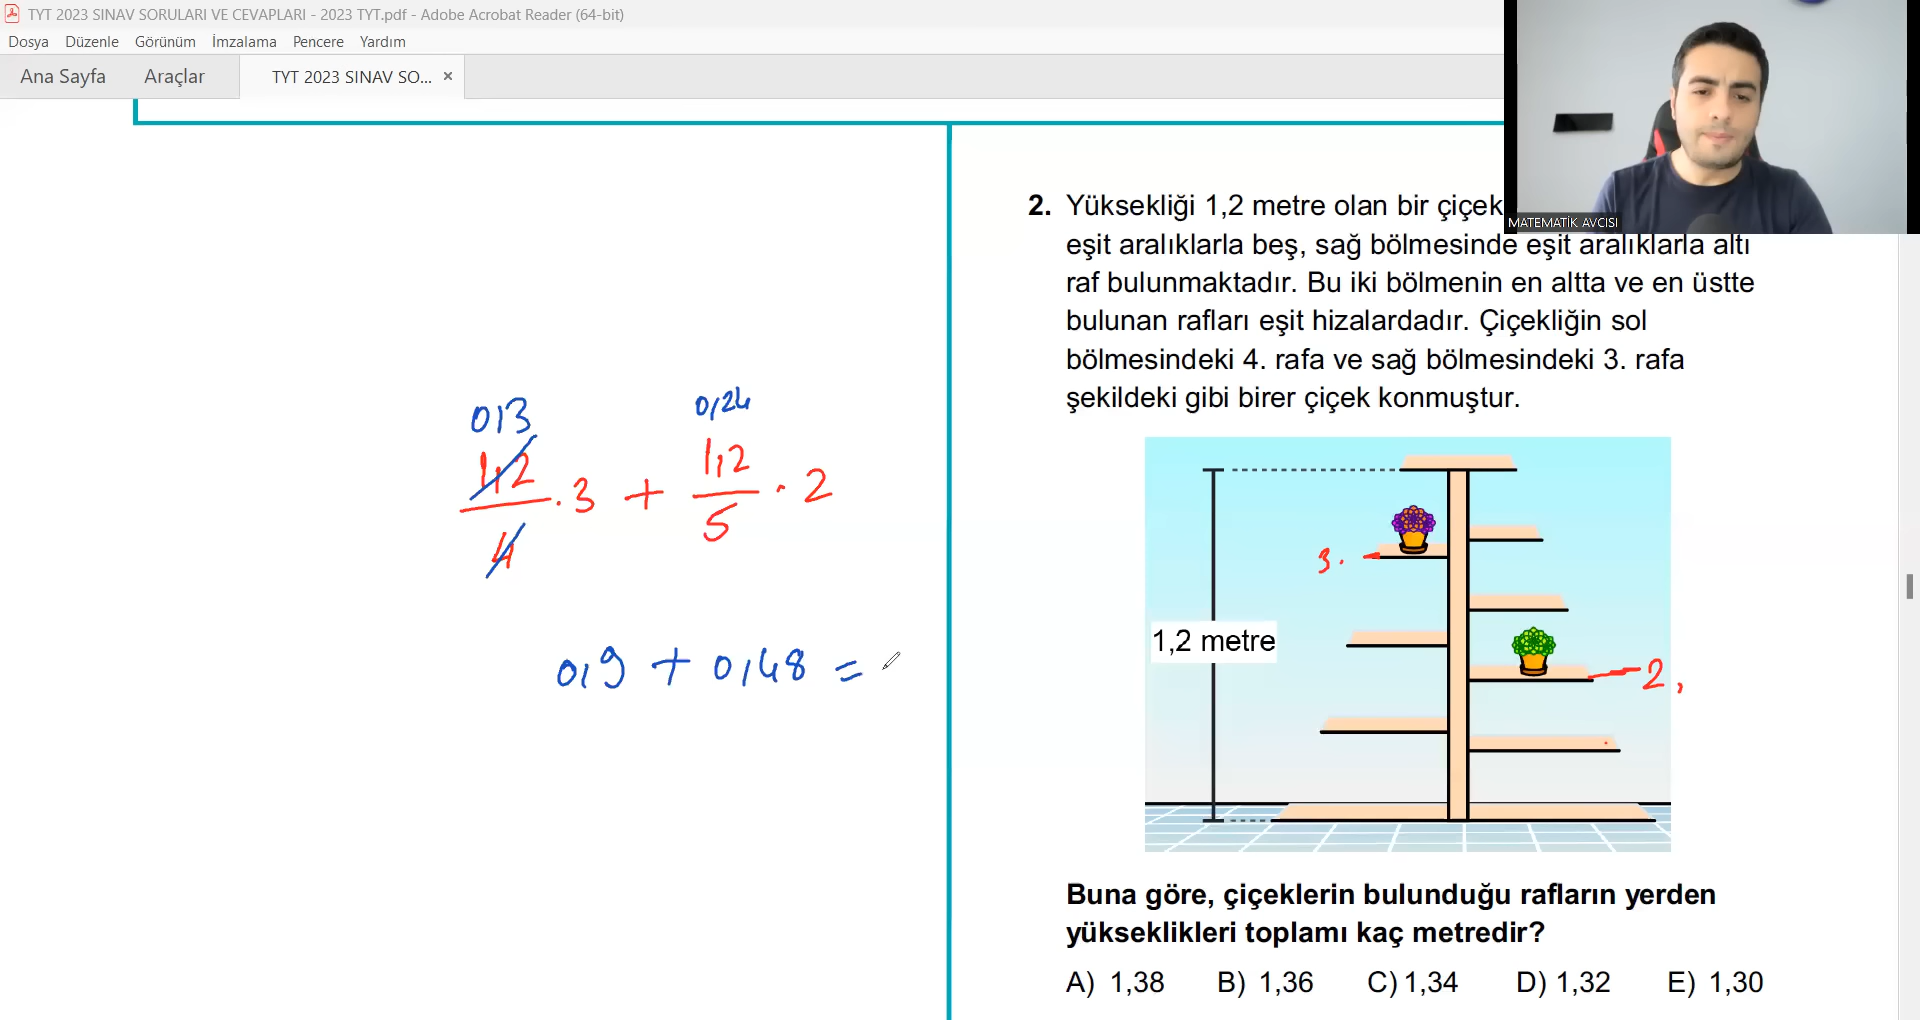 TYT 2023 SINAV SORULARI VE CEVAPLARI - 2023 TYT.pdf - Adobe Acrobat Reader (64-bit)
Dosya Düzenle Görünüm İmzalama Pencere Yardım
Ana Sayfa Araçlar TYT 2023 SINAV SO... ×
MATEMATİK AVCISI
2. Yüksekliği 1,2 metre olan bir çiçek
eşit aralıklarla beş, sağ bölmesinde eşit aralıklarla altı
raf bulunmaktadır. Bu iki bölmenin en altta ve en üstte
bulunan rafları eşit hizalardadır. Çiçekliğin sol
bölmesindeki 4. rafa ve sağ bölmesindeki 3. rafa
şekildeki gibi birer çiçek konmuştur.
0,3 0,24
1,2 1,2
· 3 + · 2
4 5
0,9 + 0,48 =
3.
1,2 metre
2,
Buna göre, çiçeklerin bulunduğu rafların yerden
yükseklikleri toplamı kaç metredir?
A) 1,38 B) 1,36 C) 1,34 D) 1,32 E) 1,30